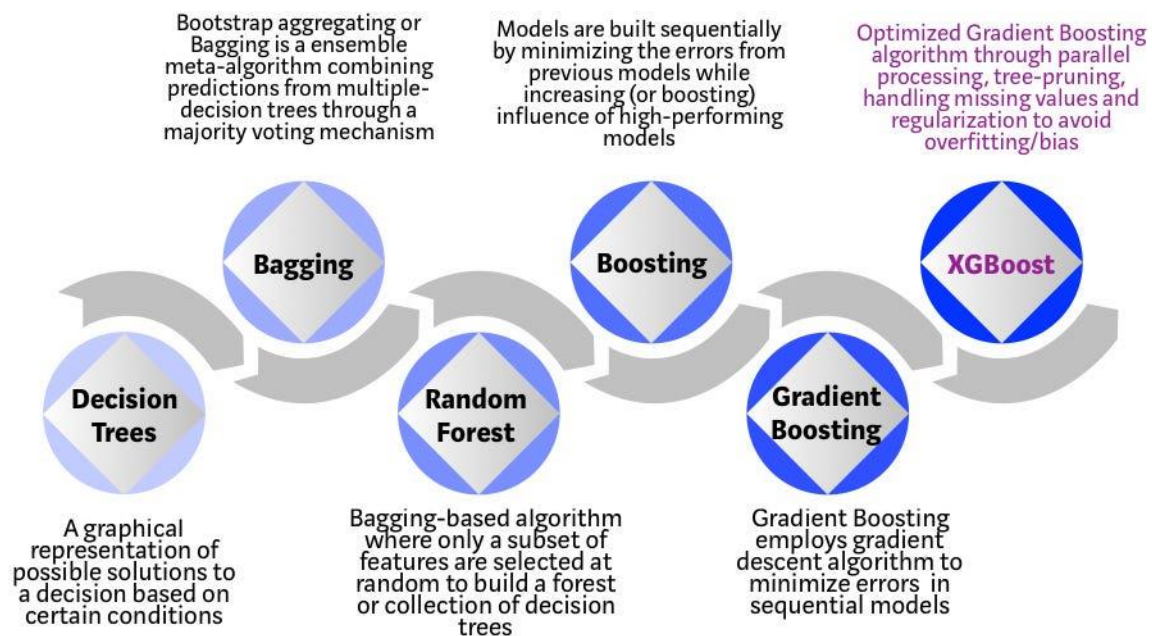 Bootstrap aggregating or
Bagging is a ensemble
meta-algorithm combining
predictions from multiple-
decision trees through a
majority voting mechanism
Models are built sequentially
by minimizing the errors from
previous models while
increasing (or boosting)
influence of high-performing
models
Optimized Gradient Boosting
algorithm through parallel
processing, tree-pruning,
handling missing values and
regularization to avoid
overfitting/bias
Bagging
Boosting
XGBoost
Decision
Trees
Random
Forest
Gradient
Boosting
A graphical
representation of
possible solutions to
a decision based on
certain conditions
Bagging-based algorithm
where only a subset of
features are selected at
random to build a forest
or collection of decision
trees
Gradient Boosting
employs gradient
descent algorithm to
minimize errors in
sequential models